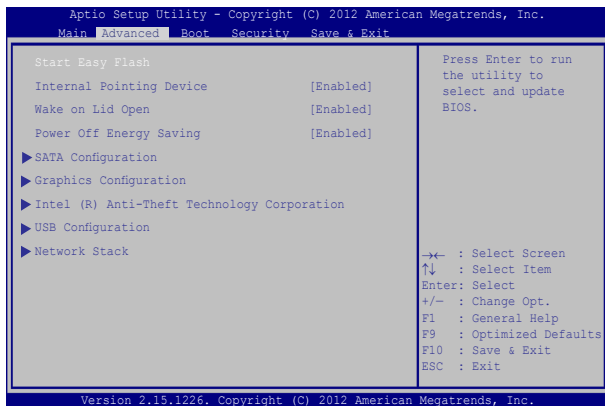 Aptio Setup Utility - Copyright (C) 2012 American Megatrends, Inc.
Main Advanced Boot Security Save & Exit
Start Easy Flash
Internal Pointing Device [Enabled]
Wake on Lid Open [Enabled]
Power Off Energy Saving [Enabled]
SATA Configuration
Graphics Configuration
Intel (R) Anti-Theft Technology Corporation
USB Configuration
Network Stack
Press Enter to run
the utility to
select and update
BIOS.
→← : Select Screen
↑↓ : Select Item
Enter: Select
+/— : Change Opt.
F1 : General Help
F9 : Optimized Defaults
F10 : Save & Exit
ESC : Exit
Version 2.15.1226. Copyright (C) 2012 American Megatrends, Inc.